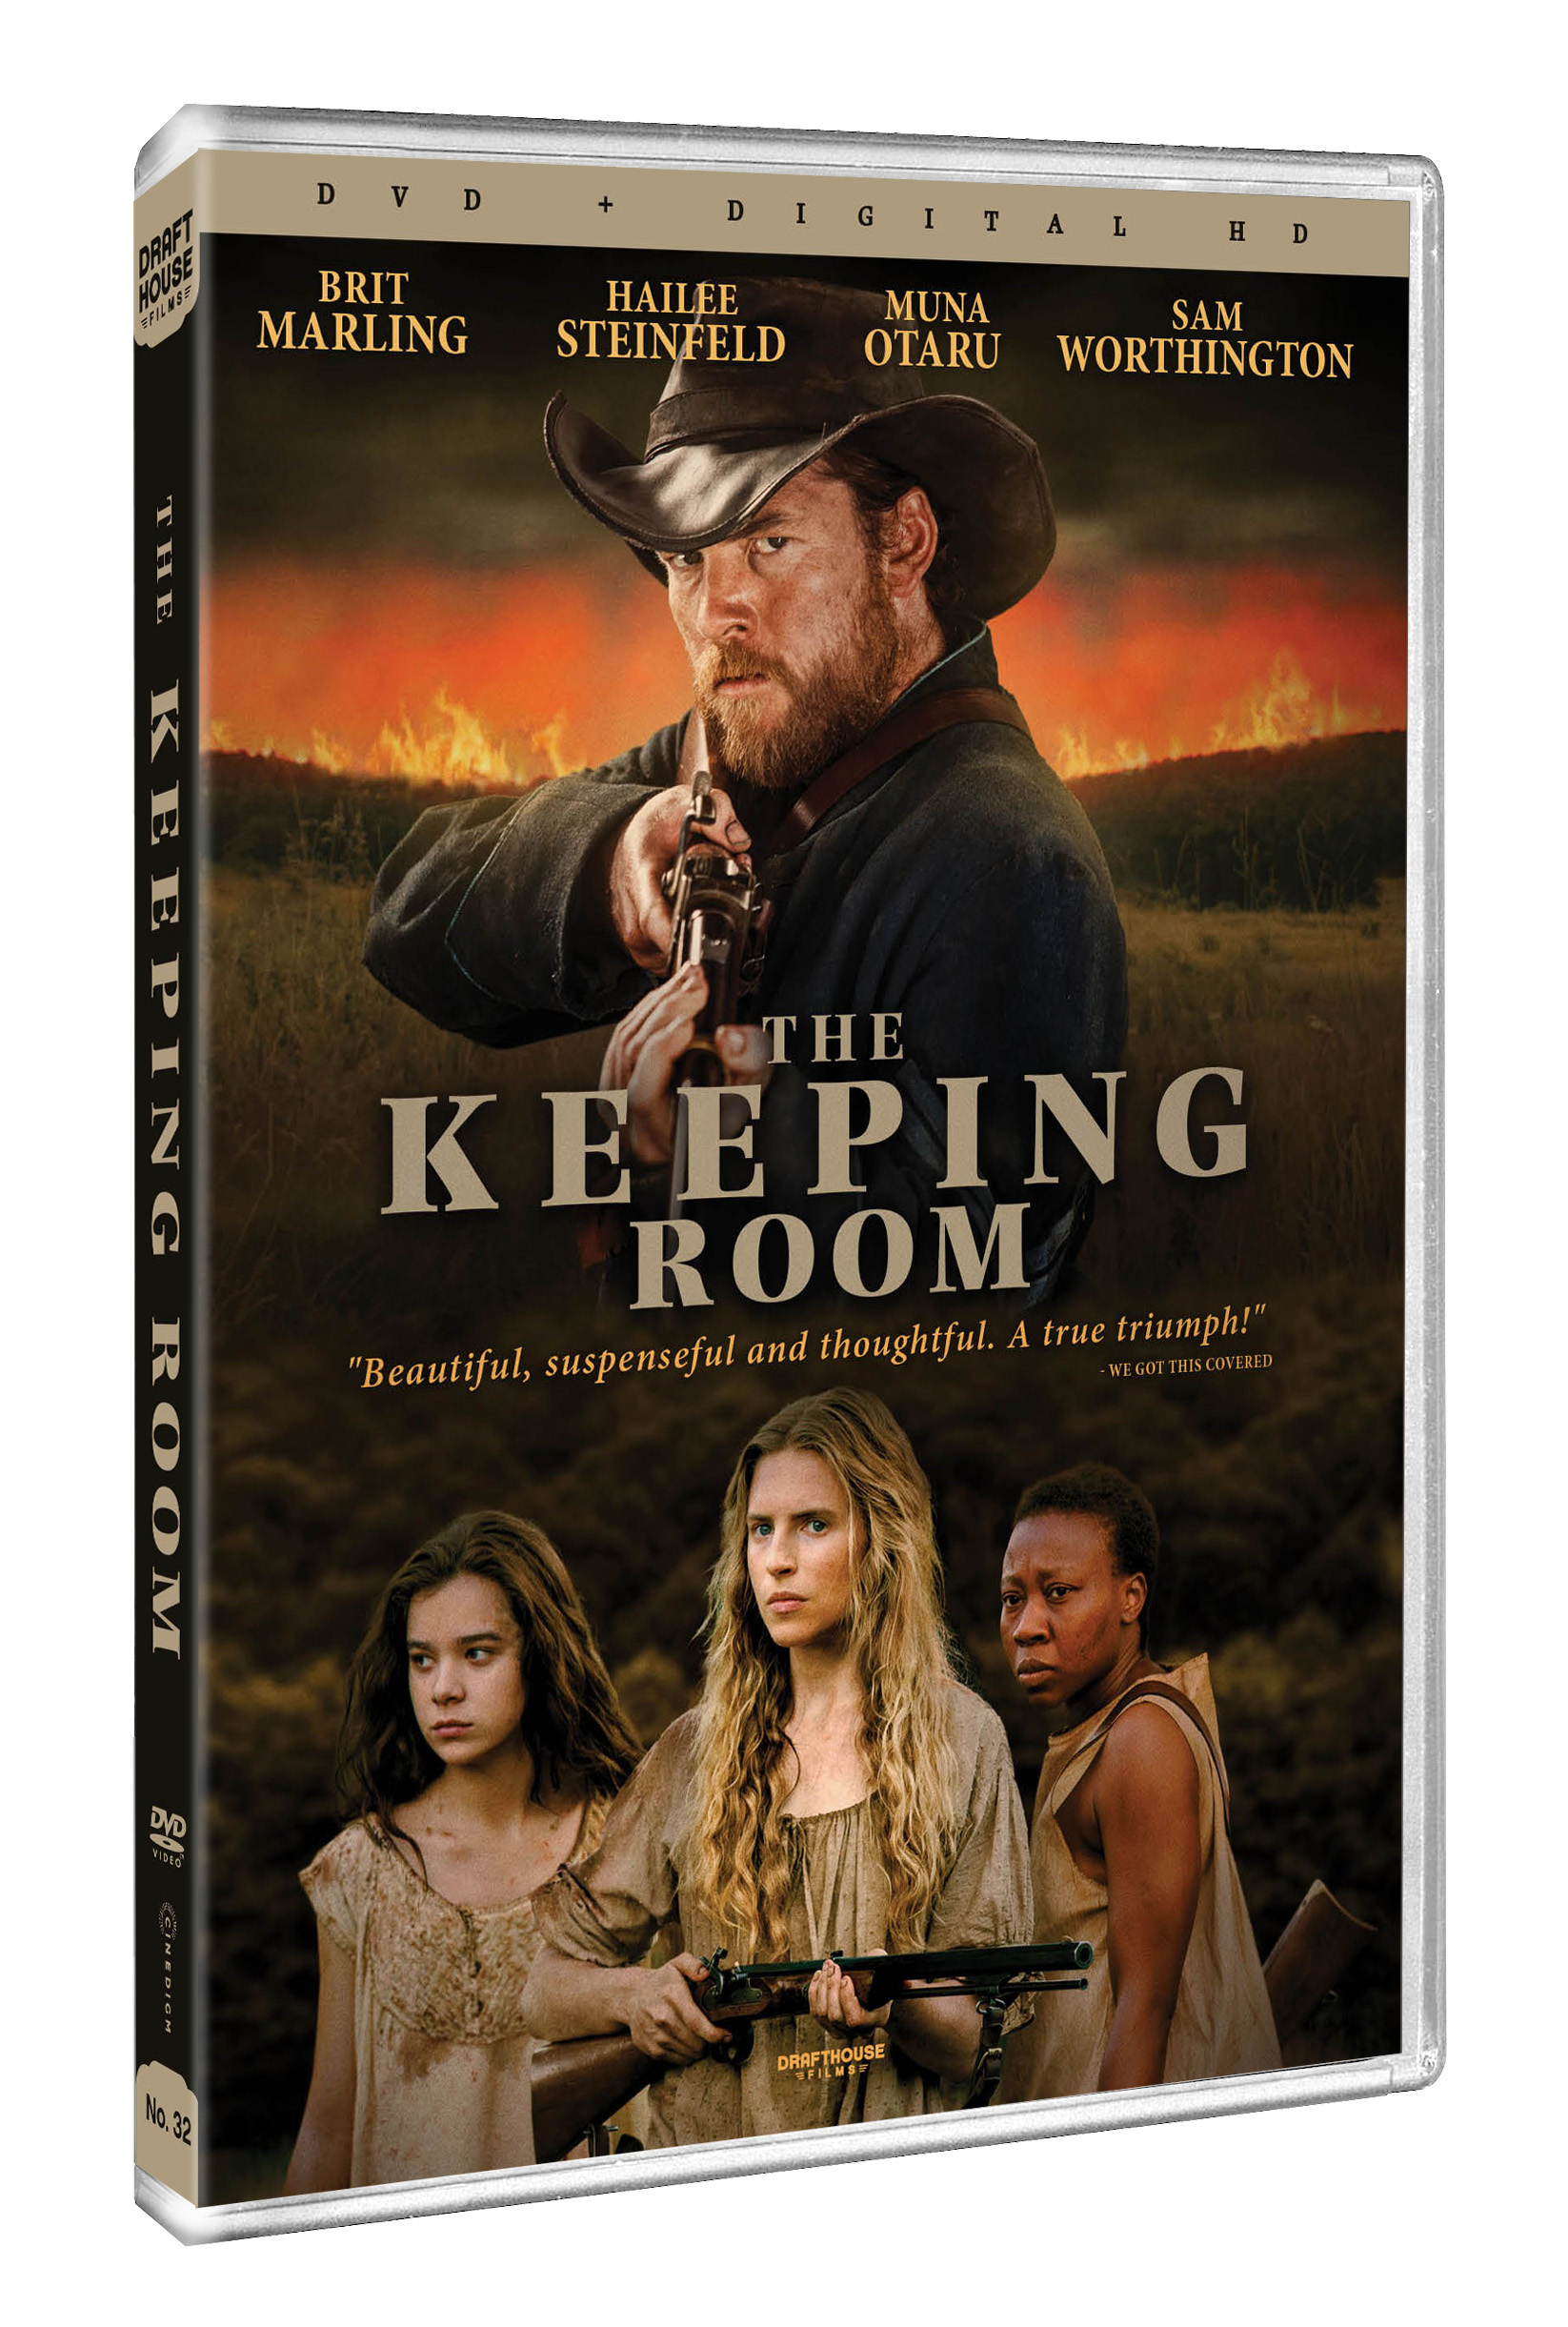 DVD + DIGITAL HD
BRIT
MARLING
HAILEE
STEINFELD
MUNA
OTARU
SAM
WORTHINGTON
THE
KEEPING
ROOM
"Beautiful, suspenseful and thoughtful. A true triumph!"
- WE GOT THIS COVERED
DRAFTHOUSE
FILMS
DRAFT
HOUSE
FILMS
THE KEEPING ROOM
DVD
VIDEO
CINEDIGM
No. 32